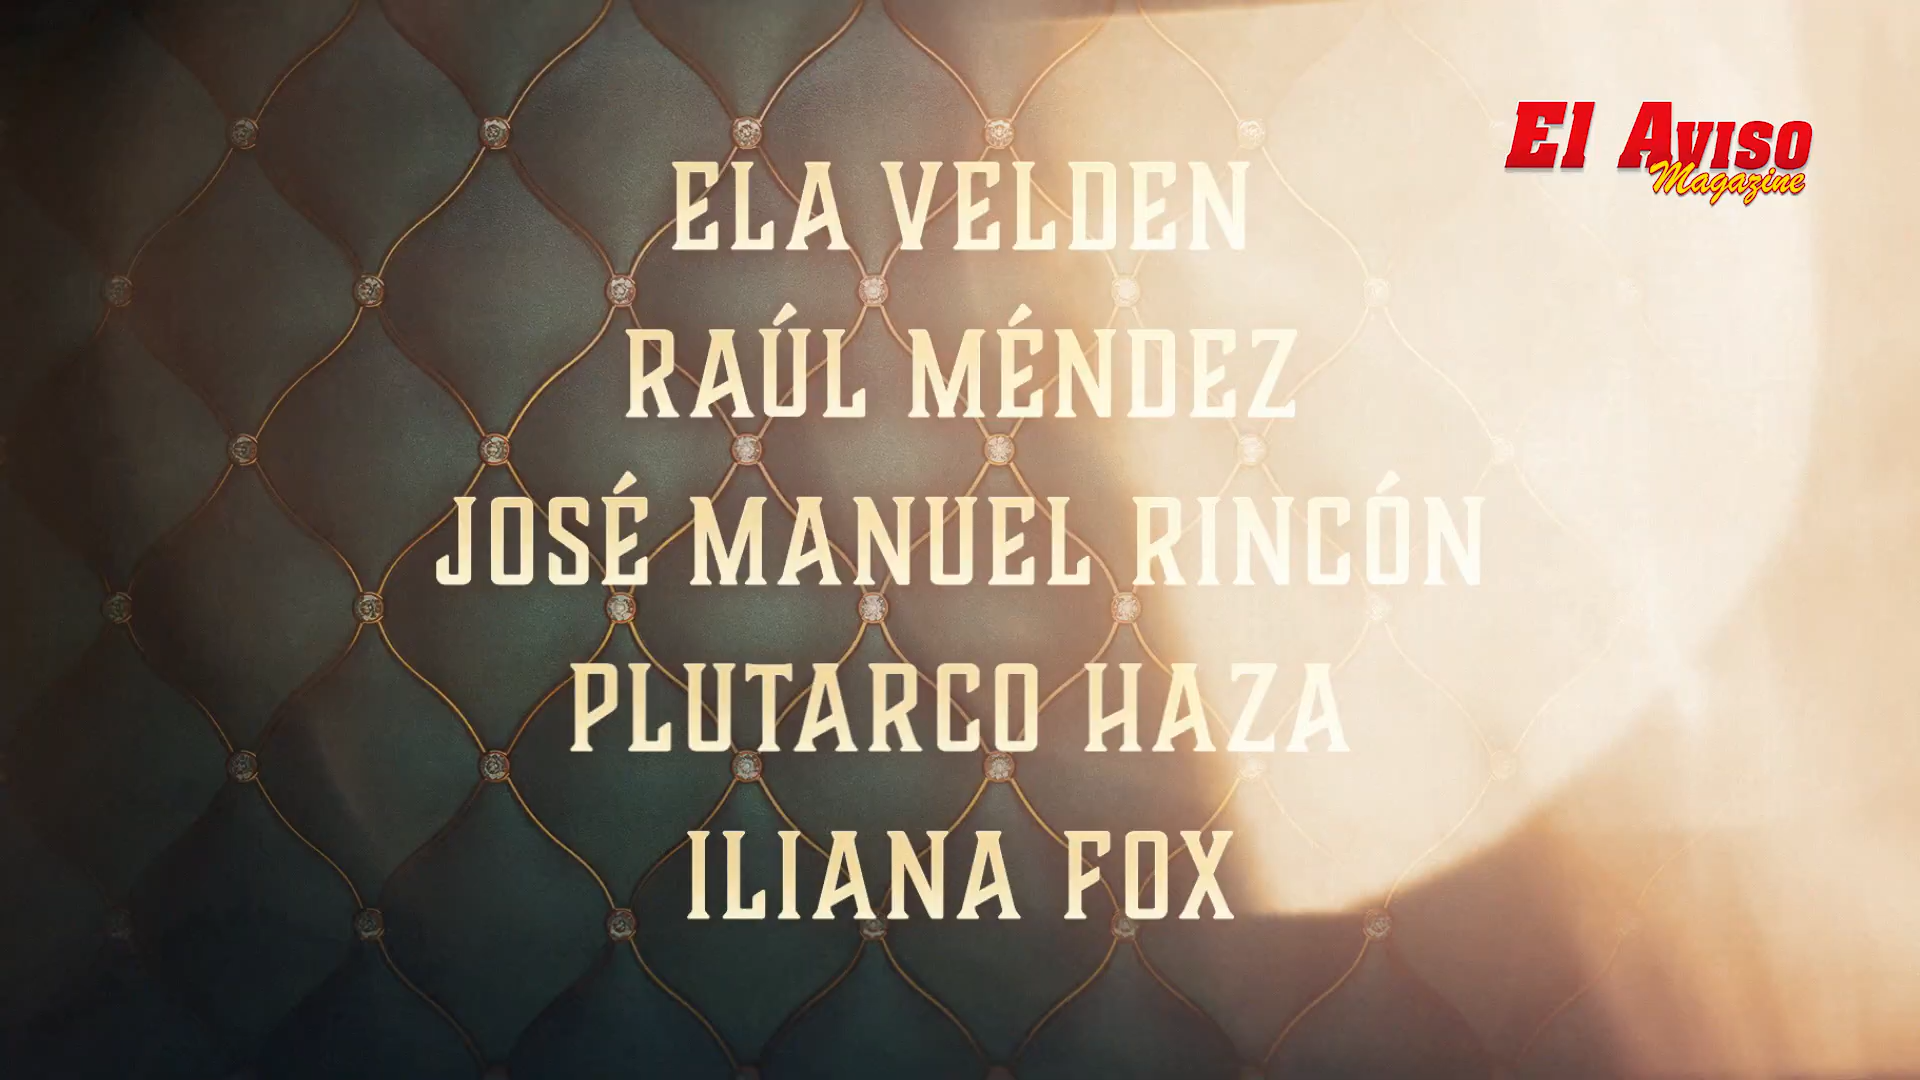 El Aviso
Magazine
ELA VELDEN
RAÚL MÉNDEZ
JOSÉ MANUEL RINCÓN
PLUTARCO HAZA
ILIANA FOX